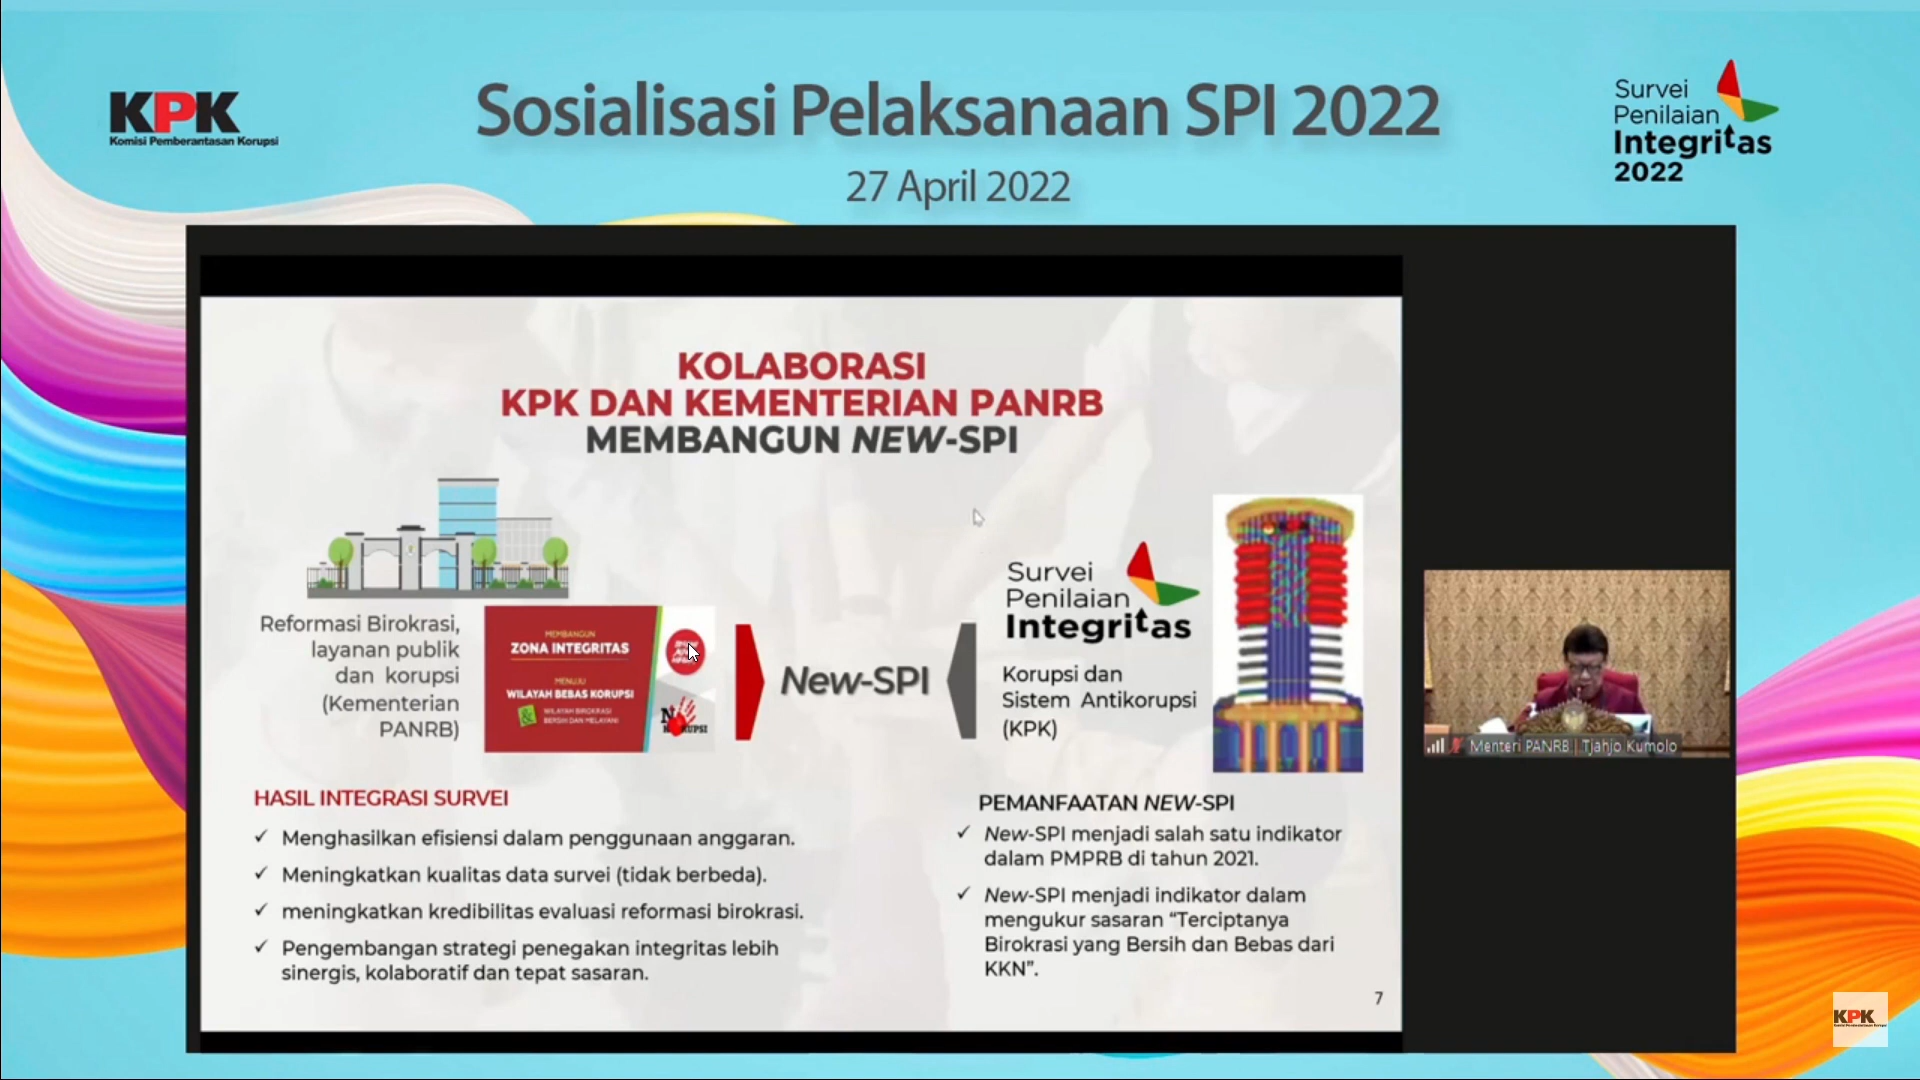 KPK
Komisi Pemberantasan Korupsi
Sosialisasi Pelaksanaan SPI 2022
27 April 2022
Survei
Penilaian
Integritas
2022
KOLABORASI
KPK DAN KEMENTERIAN PANRB
MEMBANGUN NEW-SPI
Reformasi Birokrasi,
layanan publik
dan korupsi
(Kementerian
PANRB)
MEMBANGUN
ZONA INTEGRITAS
MENUJU
WILAYAH BEBAS KORUPSI
&
WILAYAH BIROKRASI
BERSIH DAN MELAYANI
New-SPI
Survei
Penilaian
Integritas
Korupsi dan
Sistem Antikorupsi
(KPK)
HASIL INTEGRASI SURVEI
✓ Menghasilkan efisiensi dalam penggunaan anggaran.
✓ Meningkatkan kualitas data survei (tidak berbeda).
✓ meningkatkan kredibilitas evaluasi reformasi birokrasi.
✓ Pengembangan strategi penegakan integritas lebih
sinergis, kolaboratif dan tepat sasaran.
PEMANFAATAN NEW-SPI
✓ New-SPI menjadi salah satu indikator
dalam PMPRB di tahun 2021.
✓ New-SPI menjadi indikator dalam
mengukur sasaran “Terciptanya
Birokrasi yang Bersih dan Bebas dari
KKN”.
7
Menteri PANRB | Tjahjo Kumolo
KPK